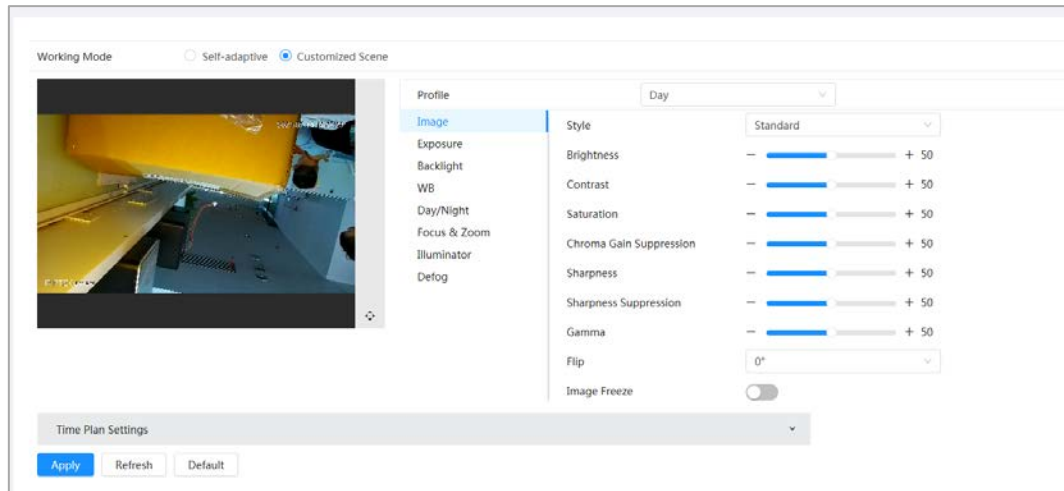 Working Mode Self-adaptive Customized Scene
Profile Day
Image
Exposure
Backlight
WB
Day/Night
Focus & Zoom
Illuminator
Defog
Style Standard
Brightness − + 50
Contrast − + 50
Saturation − + 50
Chroma Gain Suppression − + 50
Sharpness − + 50
Sharpness Suppression − + 50
Gamma − + 50
Flip 0°
Image Freeze
Time Plan Settings
Apply Refresh Default